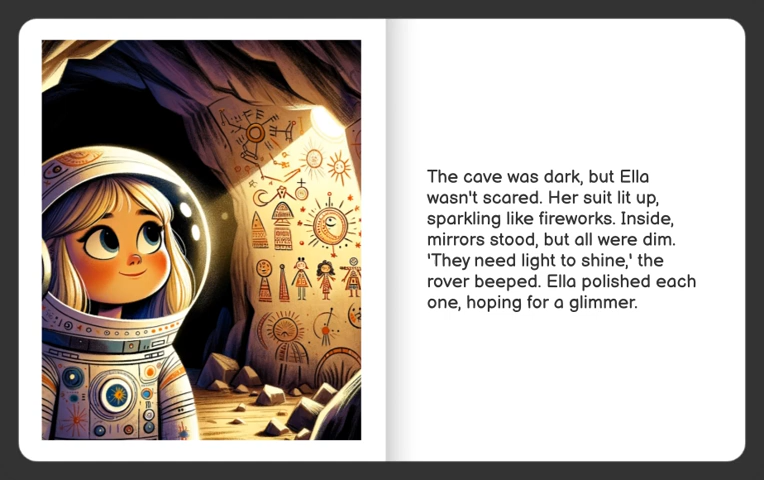 The cave was dark, but Ella
wasn't scared. Her suit lit up,
sparkling like fireworks. Inside,
mirrors stood, but all were dim.
'They need light to shine,' the
rover beeped. Ella polished each
one, hoping for a glimmer.